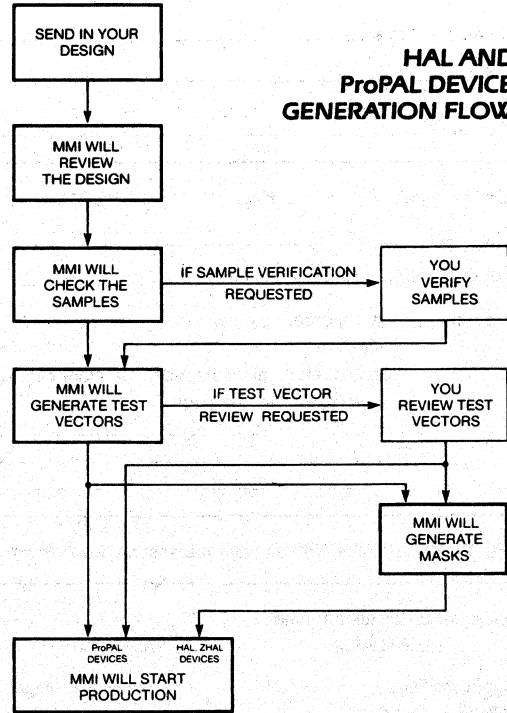 SEND IN YOUR
DESIGN
HAL AND
ProPAL DEVICE
GENERATION FLOW
MMI WILL
REVIEW
THE DESIGN
MMI WILL
CHECK THE
SAMPLES
IF SAMPLE VERIFICATION
REQUESTED
YOU
VERIFY
SAMPLES
MMI WILL
GENERATE TEST
VECTORS
IF TEST VECTOR
REVIEW REQUESTED
YOU
REVIEW TEST
VECTORS
MMI WILL
GENERATE
MASKS
ProPAL
DEVICES
HAL, ZHAL
DEVICES
MMI WILL START
PRODUCTION